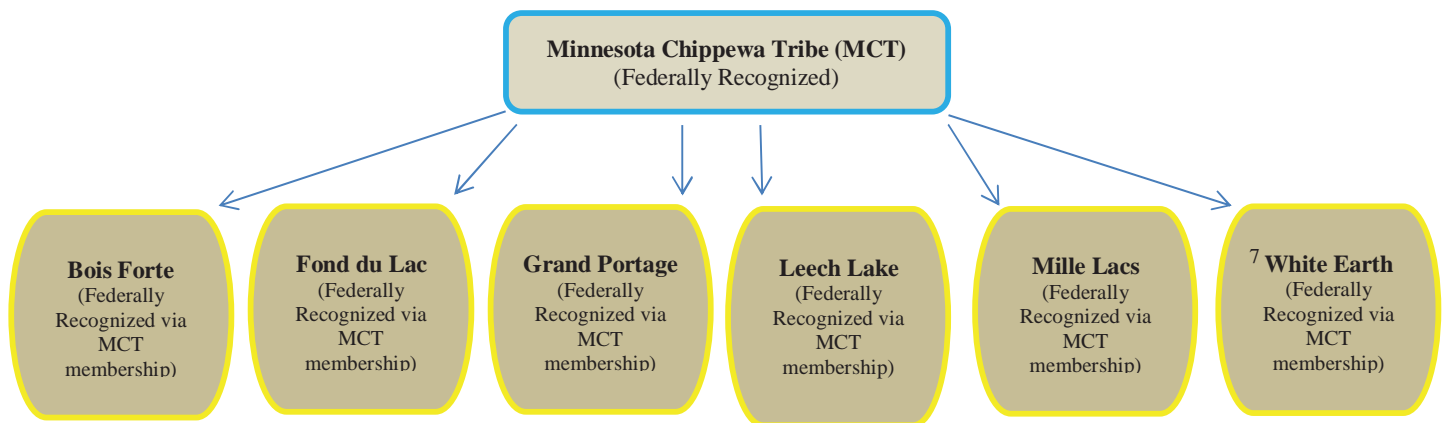 Minnesota Chippewa Tribe (MCT)
(Federally Recognized)
Bois Forte
(Federally
Recognized via
MCT
membership)
Fond du Lac
(Federally
Recognized via
MCT
membership)
Grand Portage
(Federally
Recognized via
MCT
membership)
Leech Lake
(Federally
Recognized via
MCT
membership)
Mille Lacs
(Federally
Recognized via
MCT
membership)
7 White Earth
(Federally
Recognized via
MCT
membership)